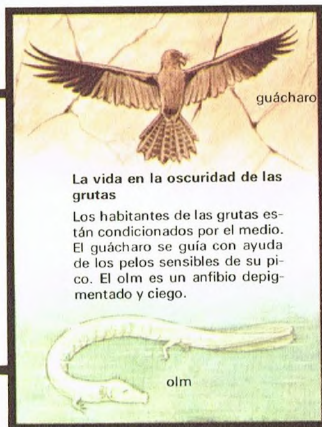 guácharo
La vida en la oscuridad de las
grutas
Los habitantes de las grutas es-
tán condicionados por el medio.
El guácharo se guía con ayuda
de los pelos sensibles de su pi-
co. El olm es un anfibio depig-
mentado y ciego.
olm